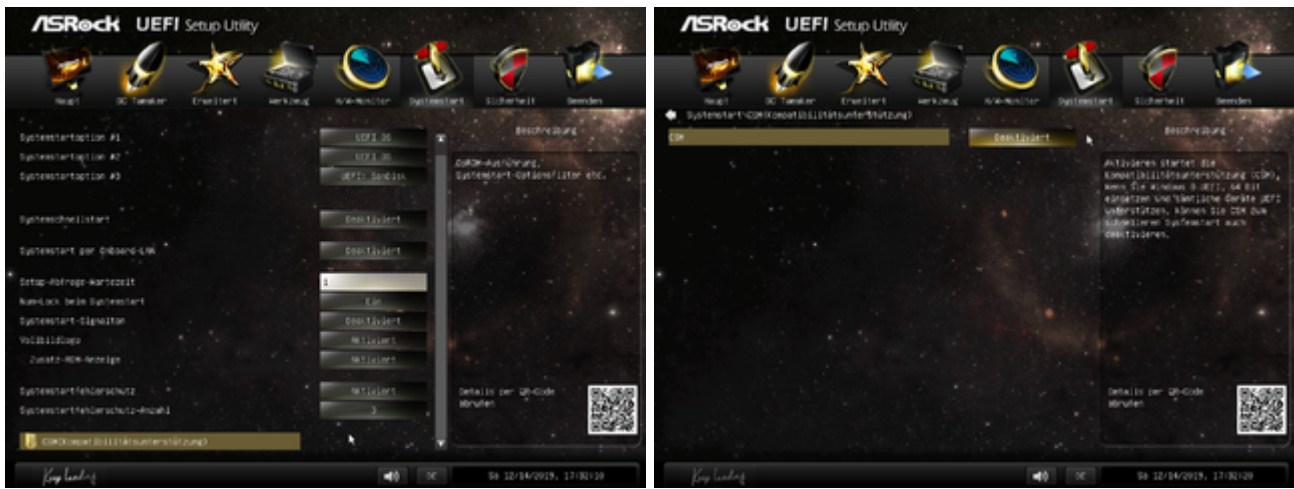 ASRock UEFI Setup Utility
Haupt OC Tweaker Erweitert Werkzeug H/W-Monitor Systemstart Sicherheit Beenden
Systemstartoption #1 UEFI OS
Systemstartoption #2 UEFI OS
Systemstartoption #3 UEFI: SanDisk
Systemschnellstart Deaktiviert
Systemstart per Onboard-LAN Deaktiviert
Setup-Abfrage-Wartezeit 1
Num-Lock beim Systemstart Ein
Systemstart-Signalton Deaktiviert
Vollbildlogo Aktiviert
Zusatz-ROM-Anzeige Aktiviert
Systemstartfehlerschutz Aktiviert
Systemstartfehlerschutz-Anzahl 3
CSM(Kompatibilitätsunterstützung)
Beschreibung
OpROM-Ausführung,
Systemstart-Optionsfilter etc.
Details per QR-Code
abrufen
DE
12/14/2019, 17:02:10
ASRock UEFI Setup Utility
Haupt OC Tweaker Erweitert Werkzeug H/W-Monitor Systemstart Sicherheit Beenden
Systemstart\CSM(Kompatibilitätsunterstützung)
CSM Deaktiviert
Beschreibung
Aktivieren startet die
Kompatibilitätsunterstützung (CSM),
Wenn Sie Windows 8 UEFI, 64 Bit
einsetzen und sämtliche Geräte UEFI
unterstützen, können Sie CSM zum
schnelleren Systemstart auch
deaktivieren.
Details per QR-Code
abrufen
DE
12/14/2019, 17:02:20